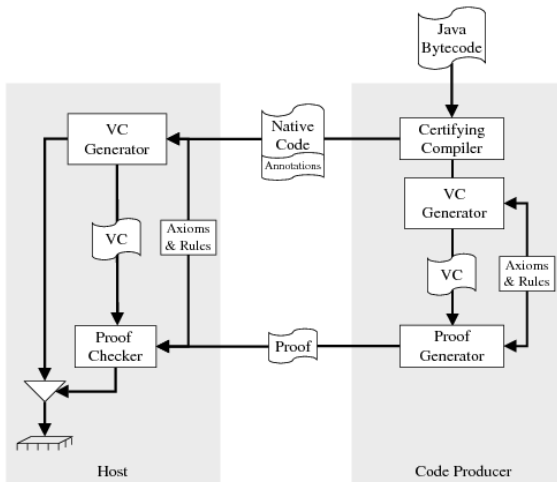 Java
Bytecode
VC
Generator
Native
Code
Annotations
Certifying
Compiler
VC
Generator
VC
Axioms
& Rules
Axioms
& Rules
VC
Proof
Checker
Proof
Proof
Generator
Host
Code Producer